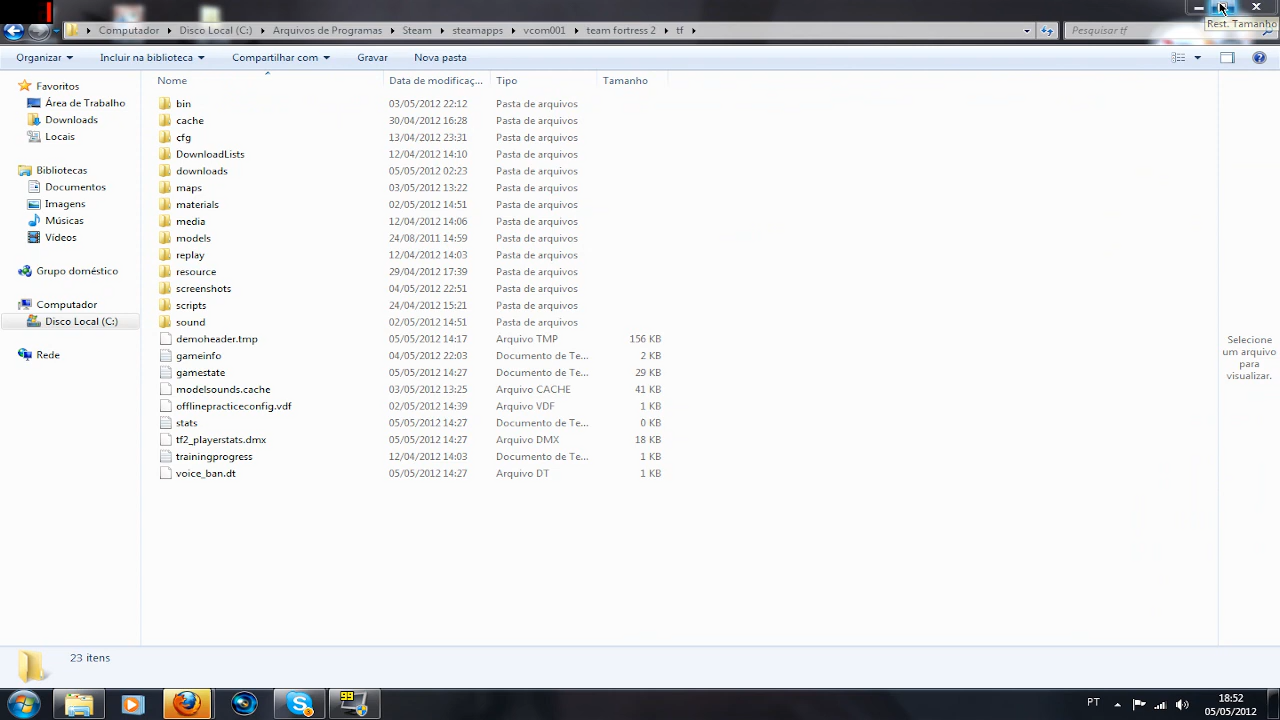 Rest. Tamanho
Computador Disco Local (C:) Arquivos de Programas Steam steamapps vcom001 team fortress 2 tf
Pesquisar tf
Organizar Incluir na biblioteca Compartilhar com Gravar Nova pasta
Nome Data de modificaç... Tipo Tamanho
Favoritos
Área de Trabalho
Downloads
Locais
Bibliotecas
Documentos
Imagens
Músicas
Vídeos
Grupo doméstico
Computador
Disco Local (C:)
Rede
bin 03/05/2012 22:12 Pasta de arquivos
cache 30/04/2012 16:28 Pasta de arquivos
cfg 13/04/2012 23:31 Pasta de arquivos
DownloadLists 12/04/2012 14:10 Pasta de arquivos
downloads 05/05/2012 02:23 Pasta de arquivos
maps 03/05/2012 13:22 Pasta de arquivos
materials 02/05/2012 14:51 Pasta de arquivos
media 12/04/2012 14:06 Pasta de arquivos
models 24/08/2011 14:59 Pasta de arquivos
replay 12/04/2012 14:03 Pasta de arquivos
resource 29/04/2012 17:39 Pasta de arquivos
screenshots 04/05/2012 22:51 Pasta de arquivos
scripts 24/04/2012 15:21 Pasta de arquivos
sound 02/05/2012 14:51 Pasta de arquivos
demoheader.tmp 05/05/2012 14:17 Arquivo TMP 156 KB
gameinfo 04/05/2012 22:03 Documento de Te... 2 KB
gamestate 05/05/2012 14:27 Documento de Te... 29 KB
modelsounds.cache 03/05/2012 13:25 Arquivo CACHE 41 KB
offlinepracticeconfig.vdf 02/05/2012 14:39 Arquivo VDF 1 KB
stats 05/05/2012 14:27 Documento de Te... 0 KB
tf2_playerstats.dmx 05/05/2012 14:27 Arquivo DMX 18 KB
trainingprogress 12/04/2012 14:03 Documento de Te... 1 KB
voice_ban.dt 05/05/2012 14:27 Arquivo DT 1 KB
Selecione
um arquivo
para
visualizar.
23 itens
99
PT
18:52
05/05/2012